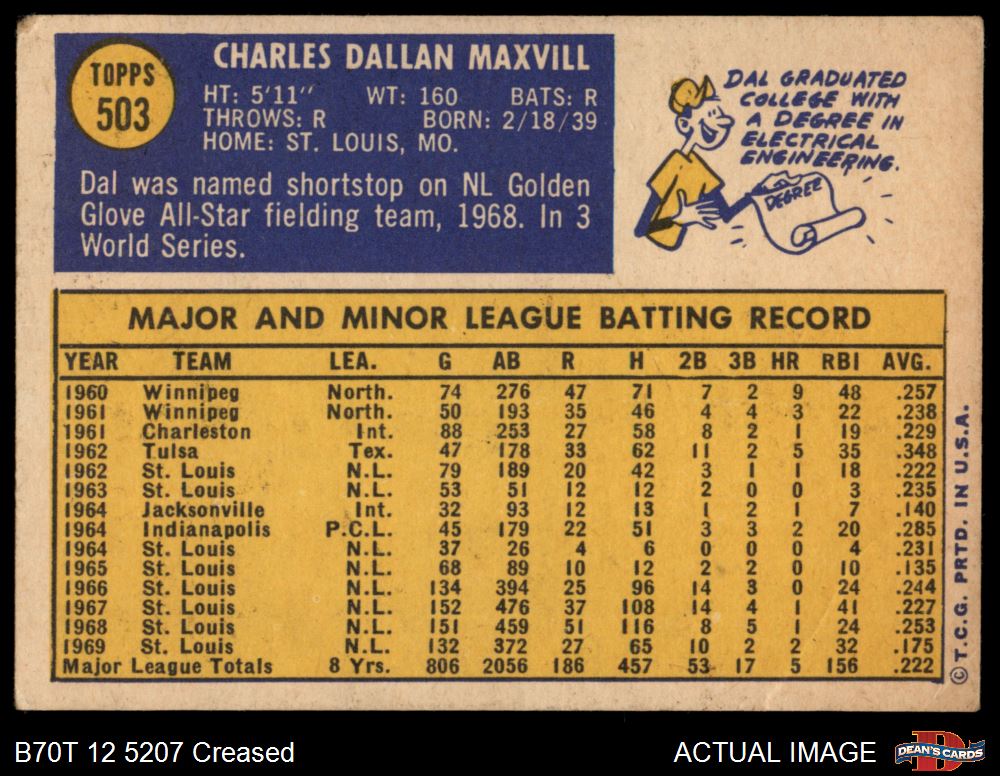 TOPPS
503
CHARLES DALLAN MAXVILL
HT: 5'11" WT: 160 BATS: R
THROWS: R BORN: 2/18/39
HOME: ST. LOUIS, MO.
Dal was named shortstop on NL Golden
Glove All-Star fielding team, 1968. In 3
World Series.
DAL GRADUATED
COLLEGE WITH
A DEGREE IN
ELECTRICAL
ENGINEERING.
DEGREE
MAJOR AND MINOR LEAGUE BATTING RECORD
YEAR TEAM LEA. G AB R H 2B 3B HR RBI AVG.
1960 Winnipeg North. 74 276 47 71 7 2 9 48 .257
1961 Winnipeg North. 50 193 35 46 4 4 3 22 .238
1961 Charleston Int. 88 253 27 58 8 2 1 19 .229
1962 Tulsa Tex. 47 178 33 62 11 2 5 35 .348
1962 St. Louis N.L. 79 189 20 42 3 1 1 18 .222
1963 St. Louis N.L. 53 51 12 12 2 0 0 3 .235
1964 Jacksonville Int. 32 93 12 13 1 2 1 7 .140
1964 Indianapolis P.C.L. 45 179 22 51 3 3 2 20 .285
1964 St. Louis N.L. 37 26 4 6 0 0 0 4 .231
1965 St. Louis N.L. 68 89 10 12 2 2 0 10 .135
1966 St. Louis N.L. 134 394 25 96 14 3 0 24 .244
1967 St. Louis N.L. 152 476 37 108 14 4 1 41 .227
1968 St. Louis N.L. 151 459 51 116 8 5 1 24 .253
1969 St. Louis N.L. 132 372 27 65 10 2 2 32 .175
Major League Totals 8 Yrs. 806 2056 186 457 53 17 5 156 .222
© T.C.G. PRTD. IN U.S.A.
B70T 12 5207 Creased
ACTUAL IMAGE
D
DEAN'S CARDS